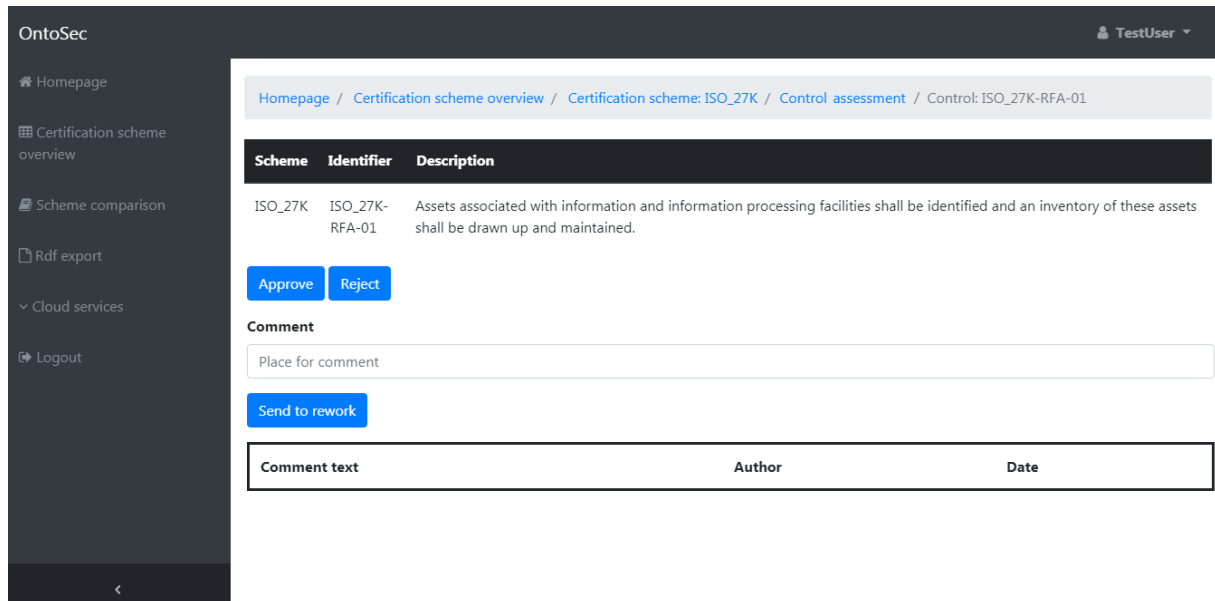 OntoSec
TestUser
Homepage
Certification scheme
overview
Scheme comparison
Rdf export
Cloud services
Logout
Homepage / Certification scheme overview / Certification scheme: ISO_27K / Control assessment / Control: ISO_27K-RFA-01
Scheme Identifier Description
ISO_27K ISO_27K- Assets associated with information and information processing facilities shall be identified and an inventory of these assets
RFA-01 shall be drawn up and maintained.
Approve Reject
Comment
Place for comment
Send to rework
Comment text Author Date